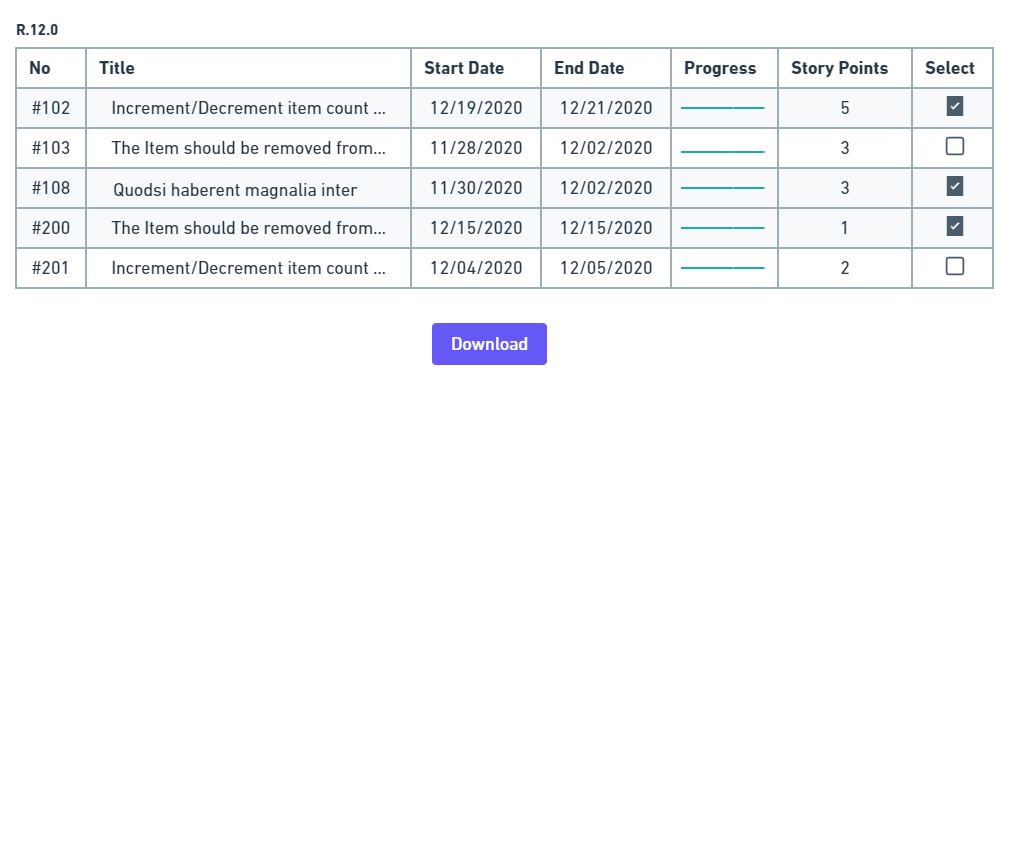 R.12.0
No Title Start Date End Date Progress Story Points Select
#102 Increment/Decrement item count ... 12/19/2020 12/21/2020 5
#103 The Item should be removed from... 11/28/2020 12/02/2020 3
#108 Quodsi haberent magnalia inter 11/30/2020 12/02/2020 3
#200 The Item should be removed from... 12/15/2020 12/15/2020 1
#201 Increment/Decrement item count ... 12/04/2020 12/05/2020 2
Download